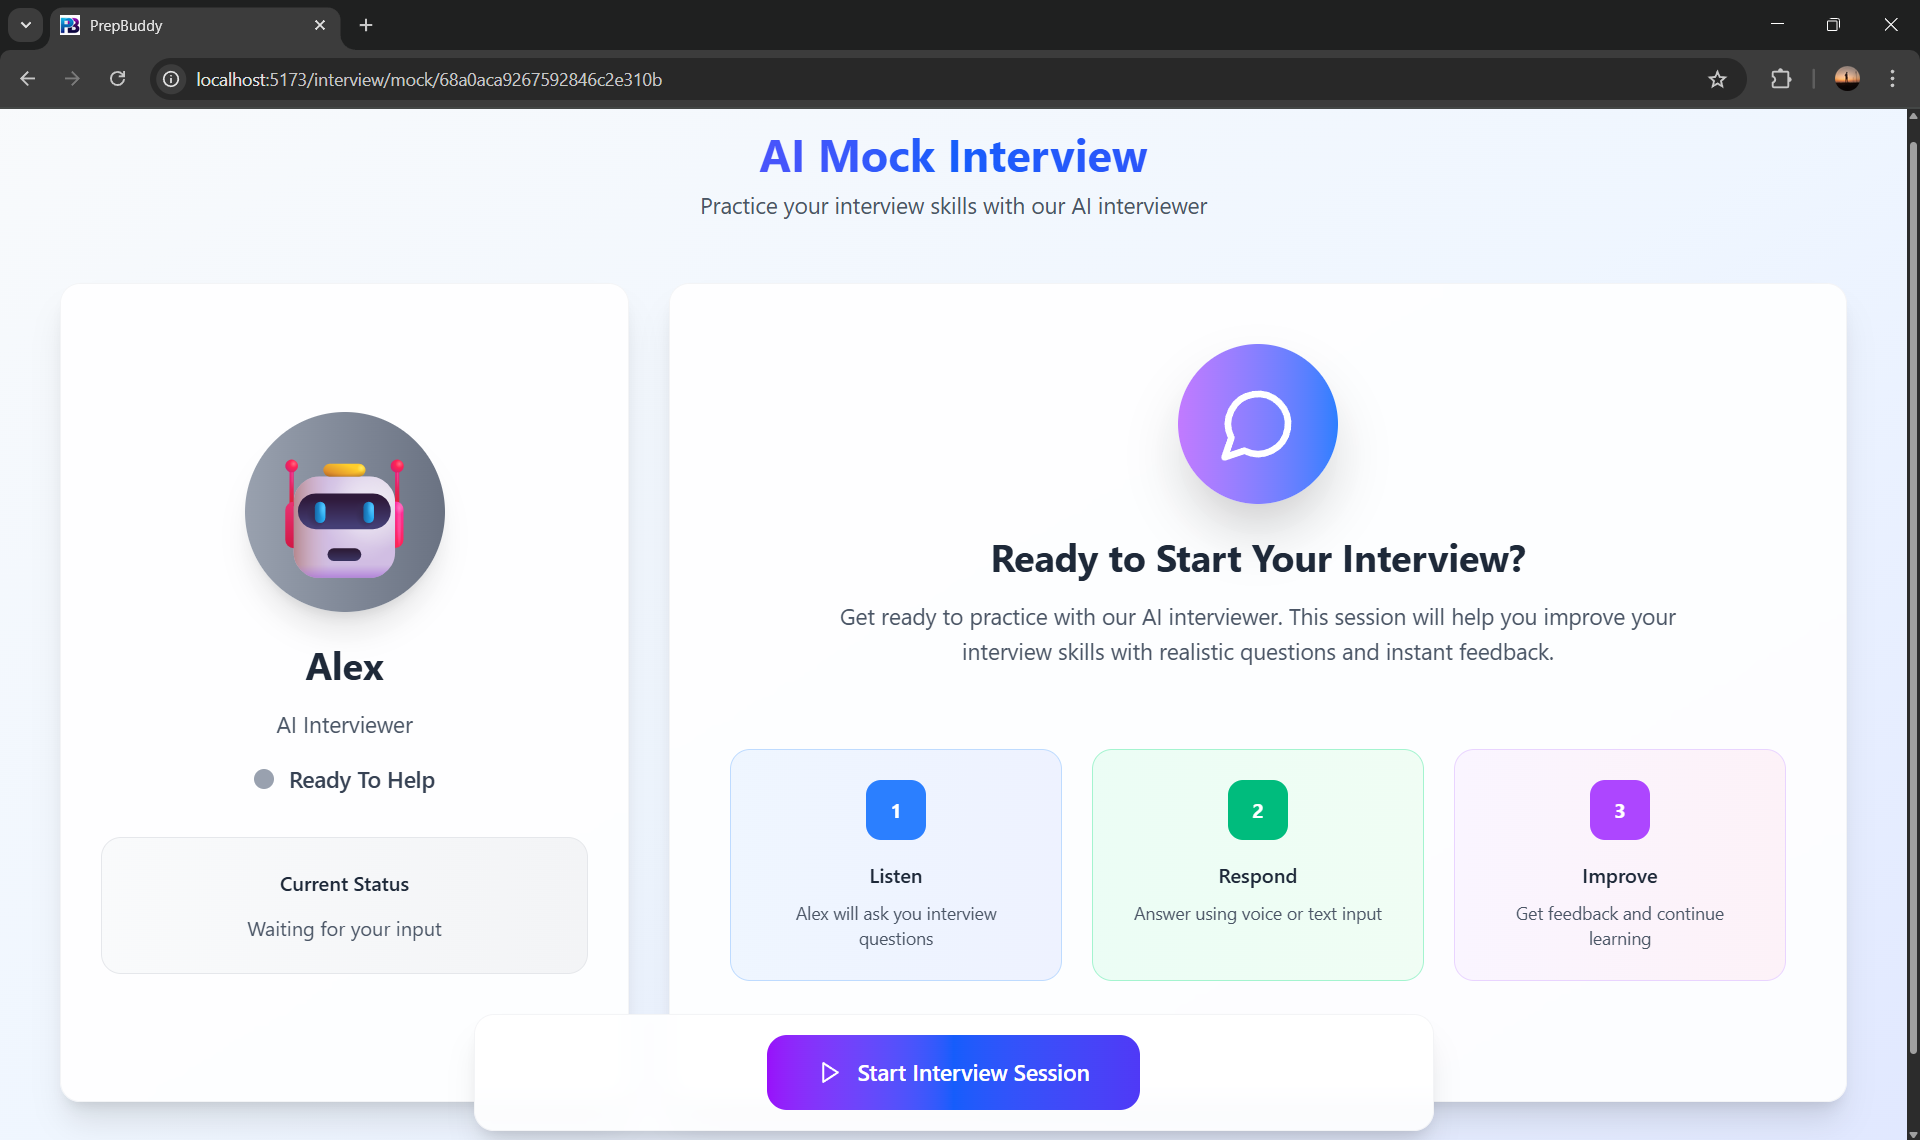 PrepBuddy
localhost:5173/interview/mock/68a0aca9267592846c2e310b
AI Mock Interview
Practice your interview skills with our AI interviewer
Alex
AI Interviewer
Ready To Help
Current Status
Waiting for your input
Ready to Start Your Interview?
Get ready to practice with our AI interviewer. This session will help you improve your
interview skills with realistic questions and instant feedback.
1
Listen
Alex will ask you interview
questions
2
Respond
Answer using voice or text input
3
Improve
Get feedback and continue
learning
Start Interview Session